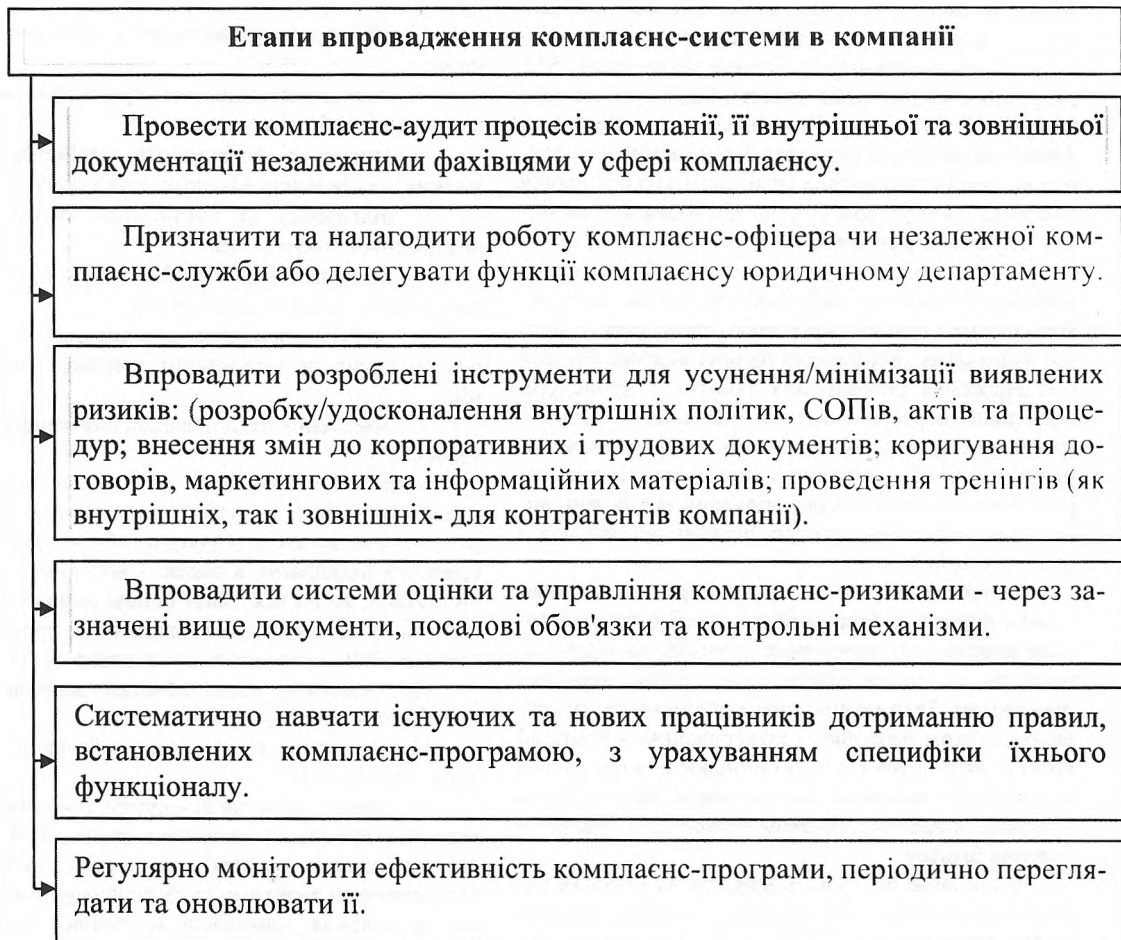 Етапи впровадження комплаєнс-системи в компанії
Провести комплаєнс-аудит процесів компанії, її внутрішньої та зовнішньої
документації незалежними фахівцями у сфері комплаєнсу.
Призначити та налагодити роботу комплаєнс-офіцера чи незалежної ком-
плаєнс-служби або делегувати функції комплаєнсу юридичному департаменту.
Впровадити розроблені інструменти для усунення/мінімізації виявлених
ризиків: (розробку/удосконалення внутрішніх політик, СОПів, актів та проце-
дур; внесення змін до корпоративних і трудових документів; коригування до-
говорів, маркетингових та інформаційних матеріалів; проведення тренінгів (як
внутрішніх, так і зовнішніх- для контрагентів компанії).
Впровадити системи оцінки та управління комплаєнс-ризиками - через за-
значені вище документи, посадові обов'язки та контрольні механізми.
Систематично навчати існуючих та нових працівників дотриманню правил,
встановлених комплаєнс-програмою, з урахуванням специфіки їхнього
функціоналу.
Регулярно моніторити ефективність комплаєнс-програми, періодично перегля-
дати та оновлювати її.